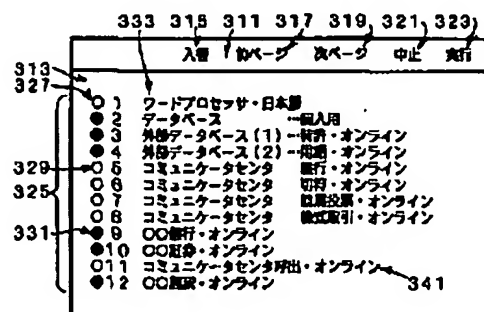 333 315 311 317 319 321 323
入替 前ページ 次ページ 中止 実行
313
327
○ 1 ワードプロセッサ・日本語
● 2 データベース …個人用
● 3 外部データベース(1) …特許・オンライン
● 4 外部データベース(2) ・オンライン
329 ○ 5 コミュニケータセンタ 銀行・オンライン
325 ○ 6 コミュニケータセンタ 切符・オンライン
○ 7 コミュニケータセンタ 投票・オンライン
○ 8 コミュニケータセンタ 株式取引・オンライン
331 ● 9 ○○銀行・オンライン
● 10 ○○証券・オンライン
○ 11 コミュニケータセンタ呼出・オンライン
● 12 ○○ ・オンライン 341